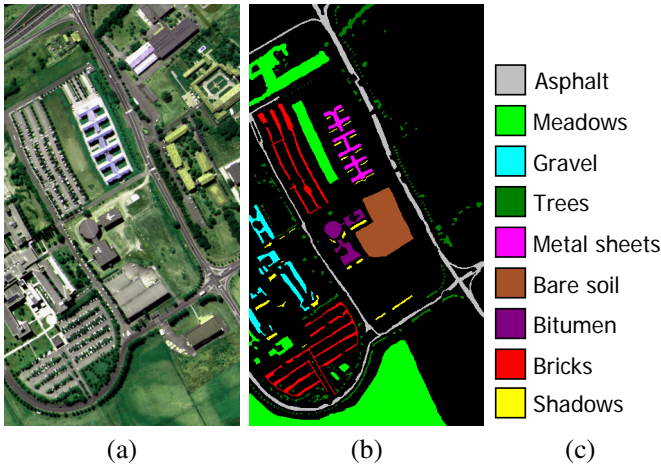 Asphalt
Meadows
Gravel
Trees
Metal sheets
Bare soil
Bitumen
Bricks
Shadows
(a)
(b)
(c)